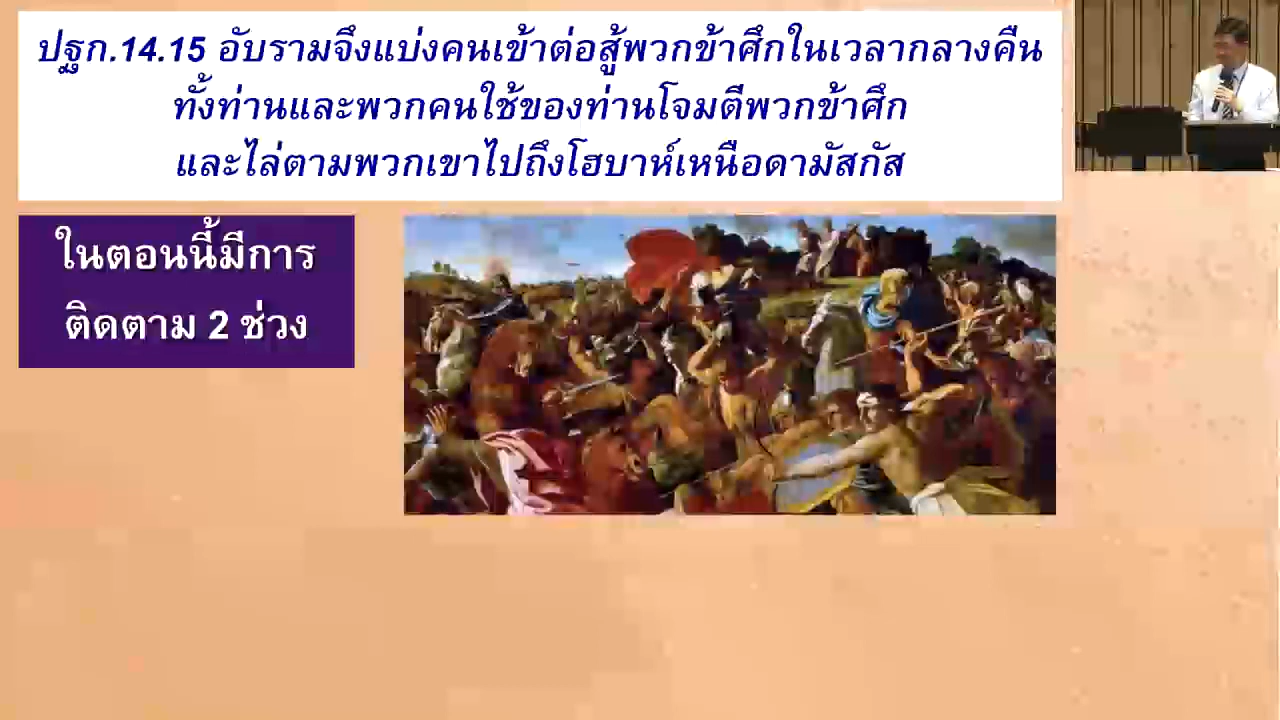 ปฐก.14.15 อับรามจึงแบ่งคนเข้าต่อสู้พวกข้าศึกในเวลากลางคืน
ทั้งท่านและพวกคนใช้ของท่านโจมตีพวกข้าศึก
และไล่ตามพวกเขาไปถึงโฮบาห์เหนือดามัสกัส
ในตอนนี้มีการ
ติดตาม 2 ช่วง